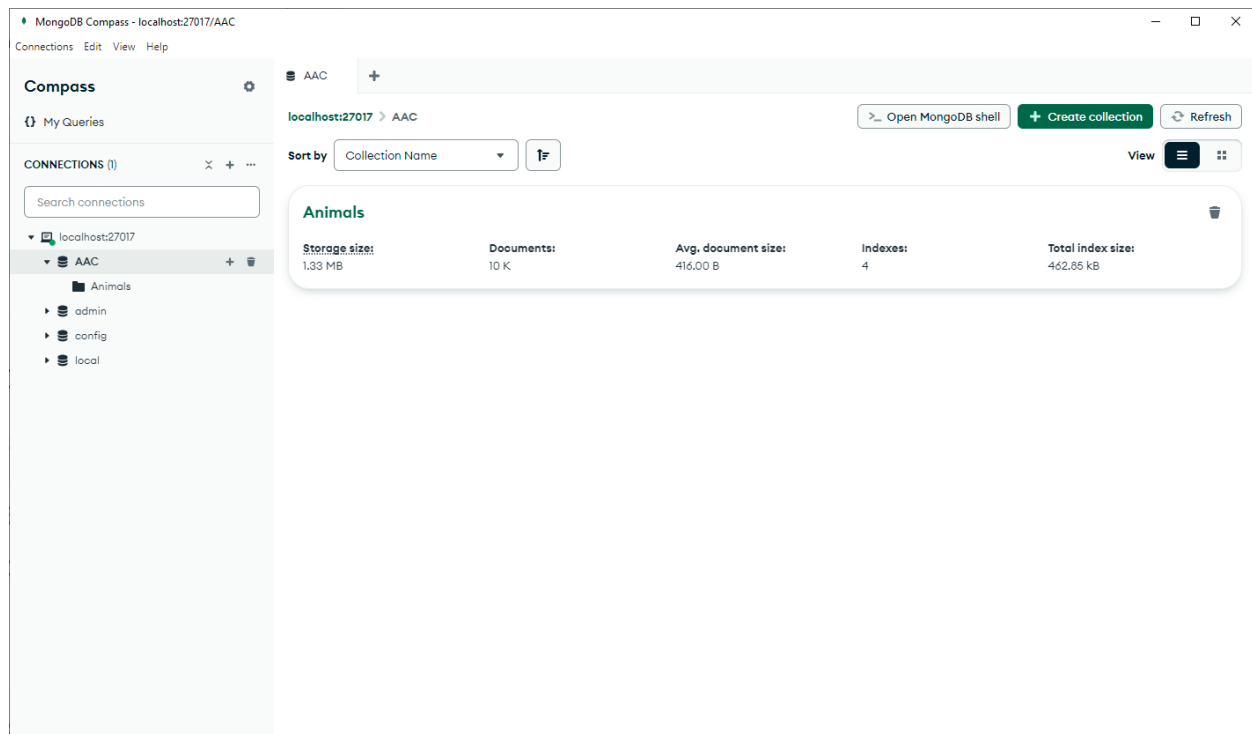 MongoDB Compass - localhost:27017/AAC
Connections Edit View Help
Compass
{} My Queries
CONNECTIONS (1)
Search connections
localhost:27017
AAC
Animals
admin
config
local
AAC
localhost:27017 > AAC
>_ Open MongoDB shell
+ Create collection
Refresh
Sort by Collection Name
View
Animals
Storage size: Documents: Avg. document size: Indexes: Total index size:
1.33 MB 10 K 416.00 B 4 462.85 kB